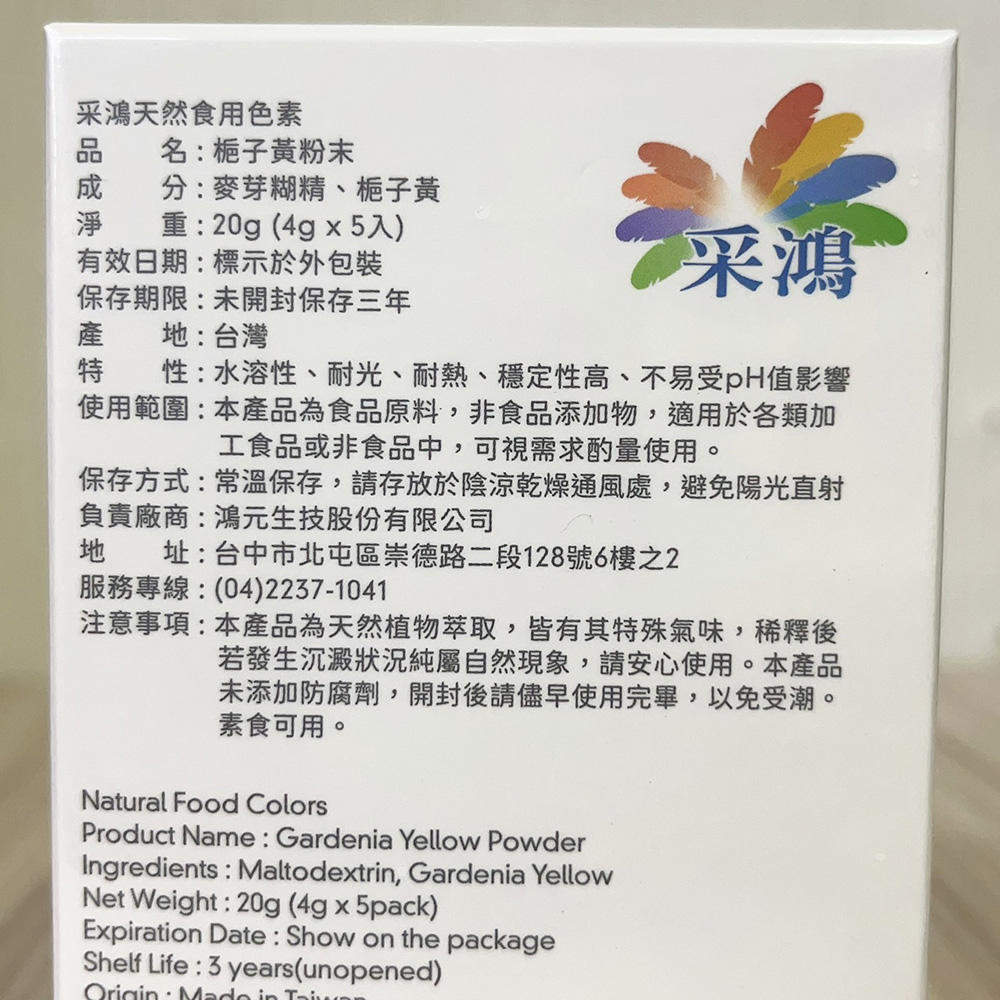 采鴻天然食用色素
品 名：梔子黃粉末
成 分：麥芽糊精、梔子黃
淨 重：20g (4g x 5入)
有效日期：標示於外包裝
保存期限：未開封保存三年
產 地：台灣
特 性：水溶性、耐光、耐熱、穩定性高、不易受pH值影響
使用範圍：本產品為食品原料，非食品添加物，適用於各類加
工食品或非食品中，可視需求酌量使用。
保存方式：常溫保存，請存放於陰涼乾燥通風處，避免陽光直射
負責廠商：鴻元生技股份有限公司
地 址：台中市北屯區崇德路二段128號6樓之2
服務專線：(04)2237-1041
注意事項：本產品為天然植物萃取，皆有其特殊氣味，稀釋後
若發生沉澱狀況純屬自然現象，請安心使用。本產品
未添加防腐劑，開封後請儘早使用完畢，以免受潮。
素食可用。
采鴻
Natural Food Colors
Product Name : Gardenia Yellow Powder
Ingredients : Maltodextrin, Gardenia Yellow
Net Weight : 20g (4g x 5pack)
Expiration Date : Show on the package
Shelf Life : 3 years(unopened)
Origin : Made in Taiwan